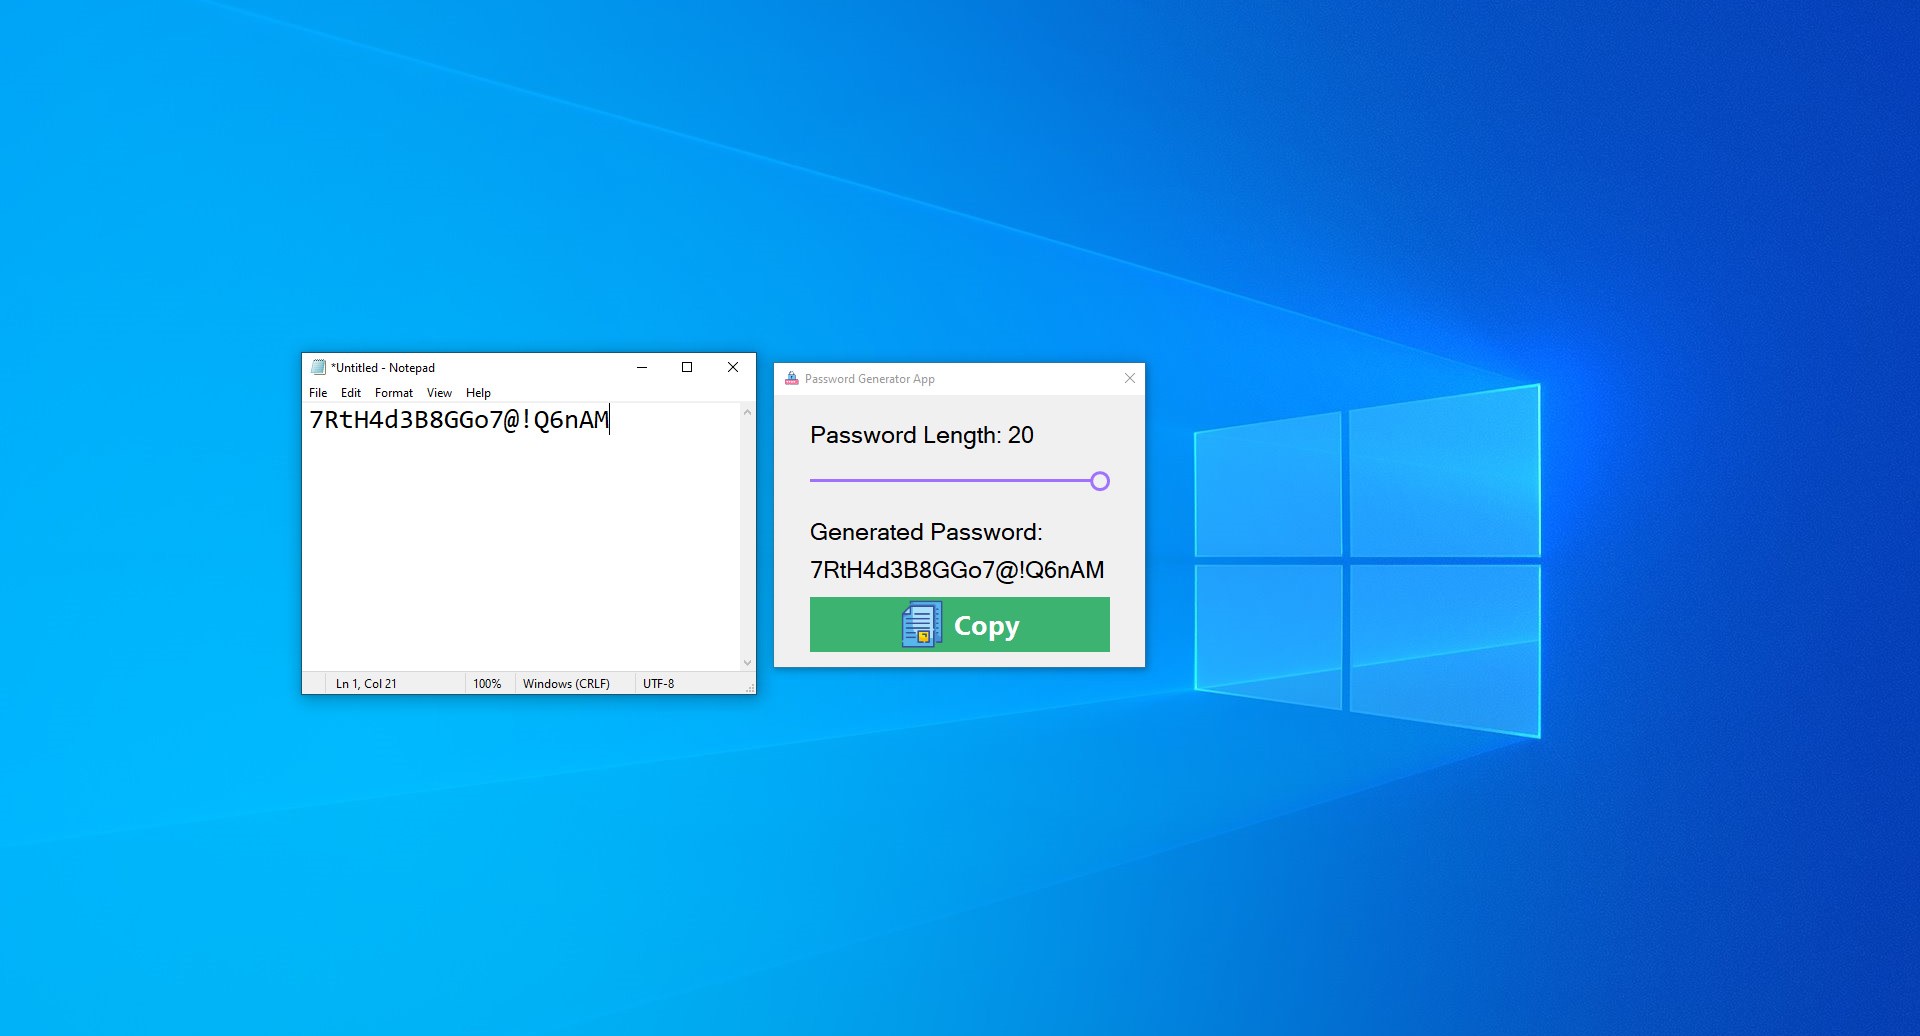 *Untitled - Notepad
File Edit Format View Help
7RtH4d3B8GGo7@!Q6nAM
Ln 1, Col 21 100% Windows (CRLF) UTF-8
Password Generator App
Password Length: 20
Generated Password:
7RtH4d3B8GGo7@!Q6nAM
Copy